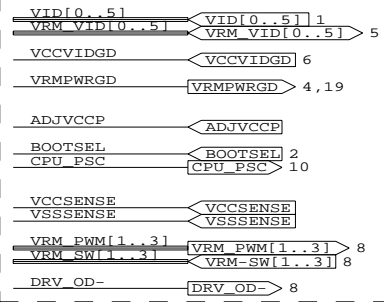 VID[0..5] VID[0..5] 1
VRM_VID[0..5] VRM_VID[0..5] 5
VCCVIDGD VCCVIDGD 6
VRMPWRGD VRMPWRGD 4,19
ADJVCCP ADJVCCP
BOOTSEL BOOTSEL 2
CPU_PSC CPU_PSC 10
VCCSENSE VCCSENSE
VSSSENSE VSSSENSE
VRM_PWM[1..3] VRM_PWM[1..3] 8
VRM_SW[1..3] VRM-SW[1..3] 8
DRV_OD- DRV_OD- 8